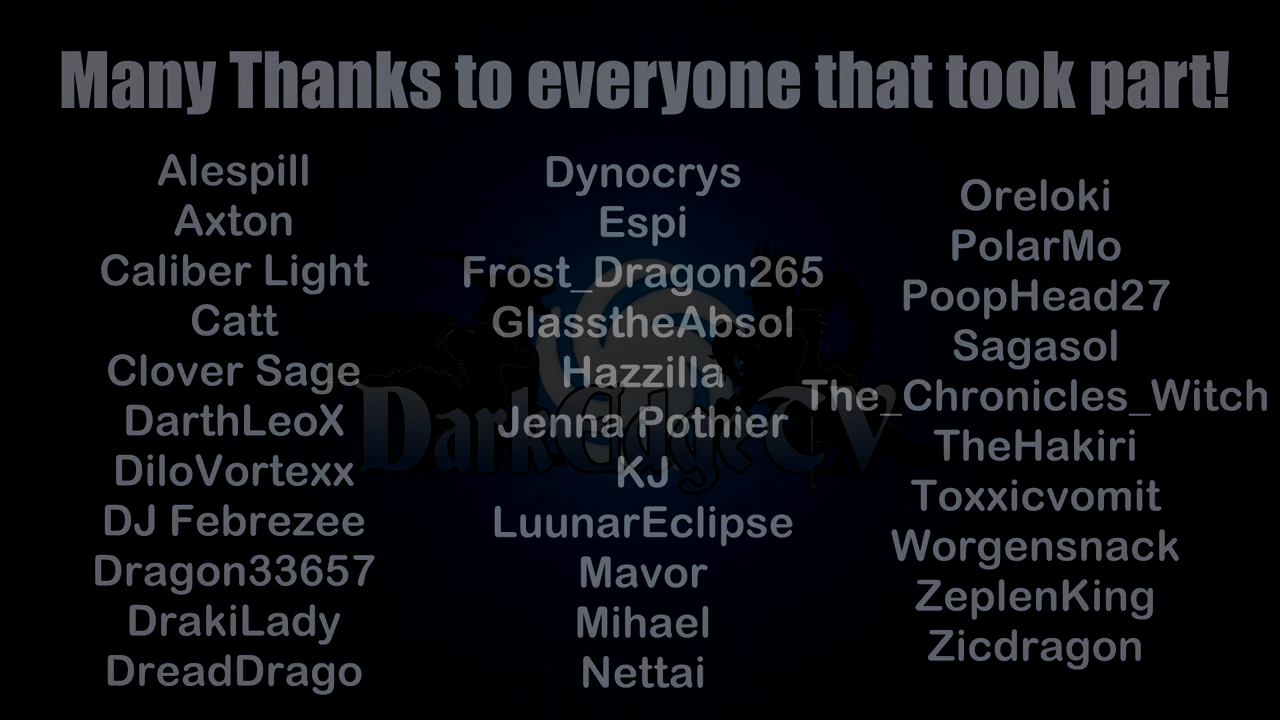 Many Thanks to everyone that took part!
Alespill
Axton
Caliber Light
Catt
Clover Sage
DarthLeoX
DiloVortexx
DJ Febrezee
Dragon33657
DrakiLady
DreadDrago
Dynocrys
Espi
Frost_Dragon265
GlasstheAbsol
Hazzilla
Jenna Pothier
KJ
LuunarEclipse
Mavor
Mihael
Nettai
Oreloki
PolarMo
PoopHead27
Sagasol
The_Chronicles_Witch
TheHakiri
Toxxicvomit
Worgensnack
ZeplenKing
Zicdragon
DarkEdgeTV